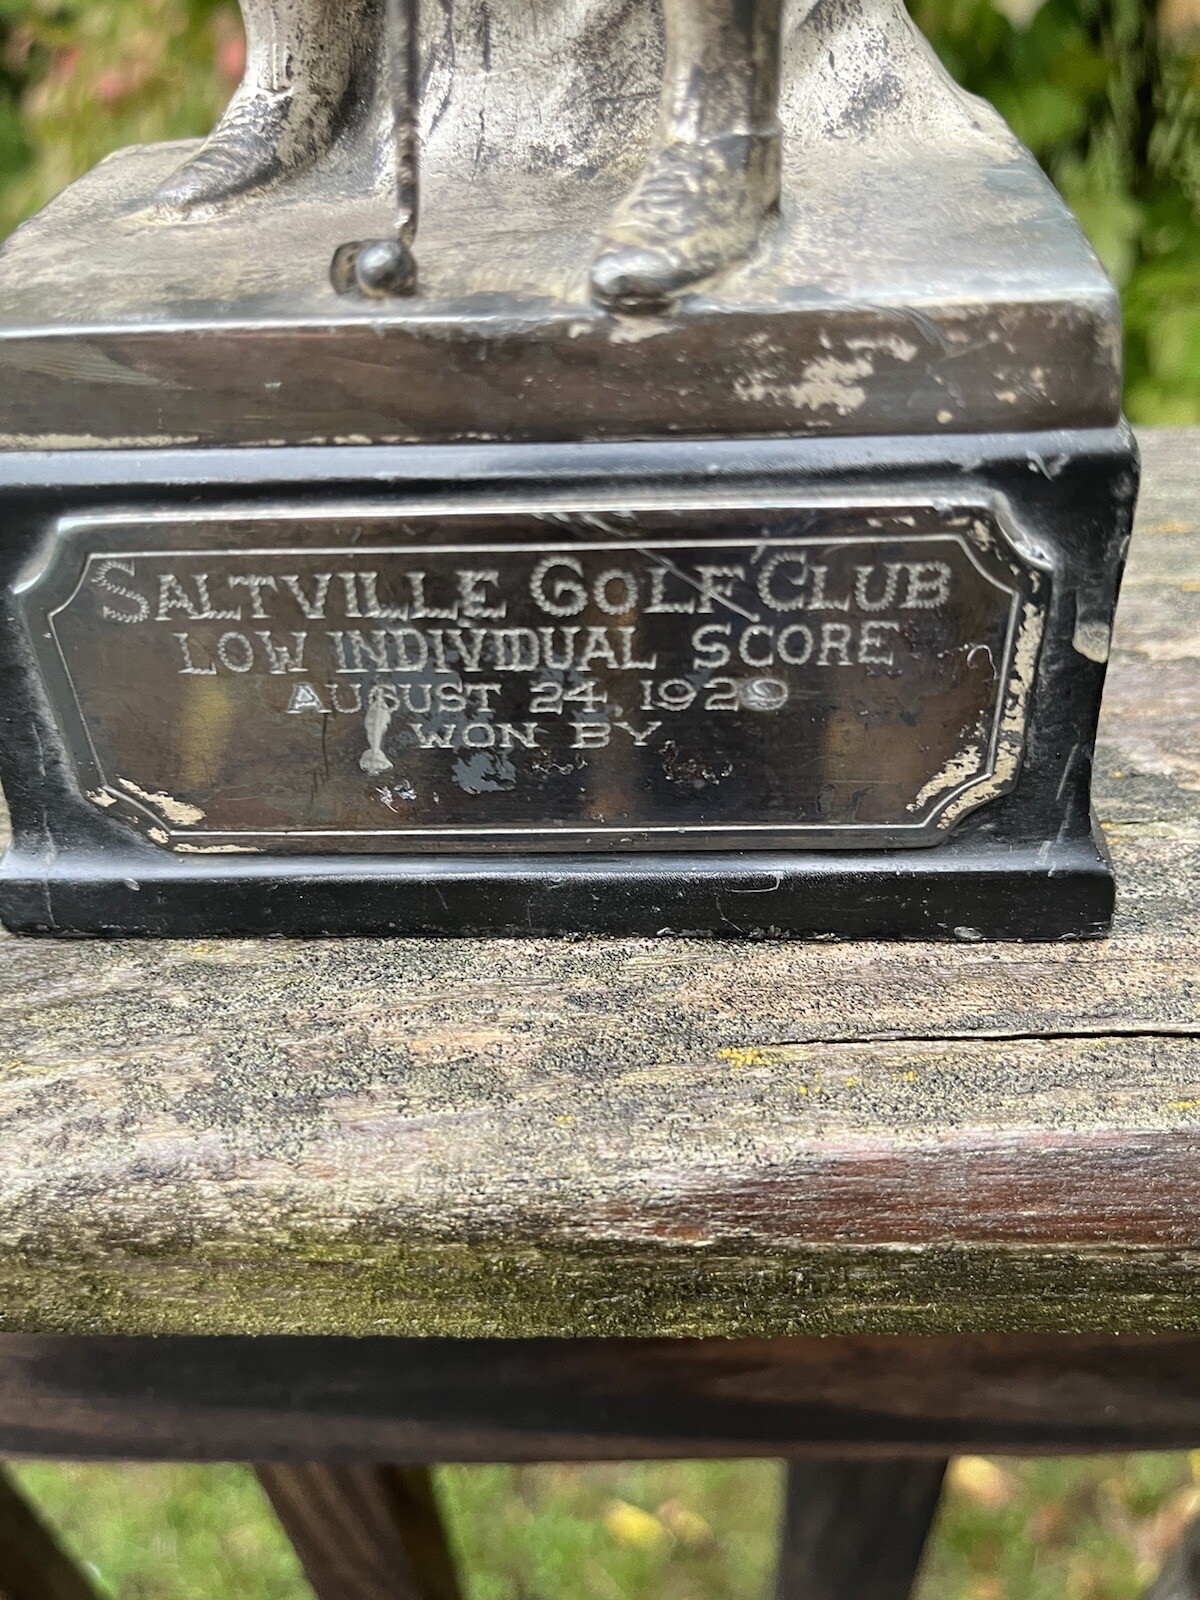 SALTVILLE GOLF CLUB
LOW INDIVIDUAL SCORE
AUGUST 24, 1929
WON BY